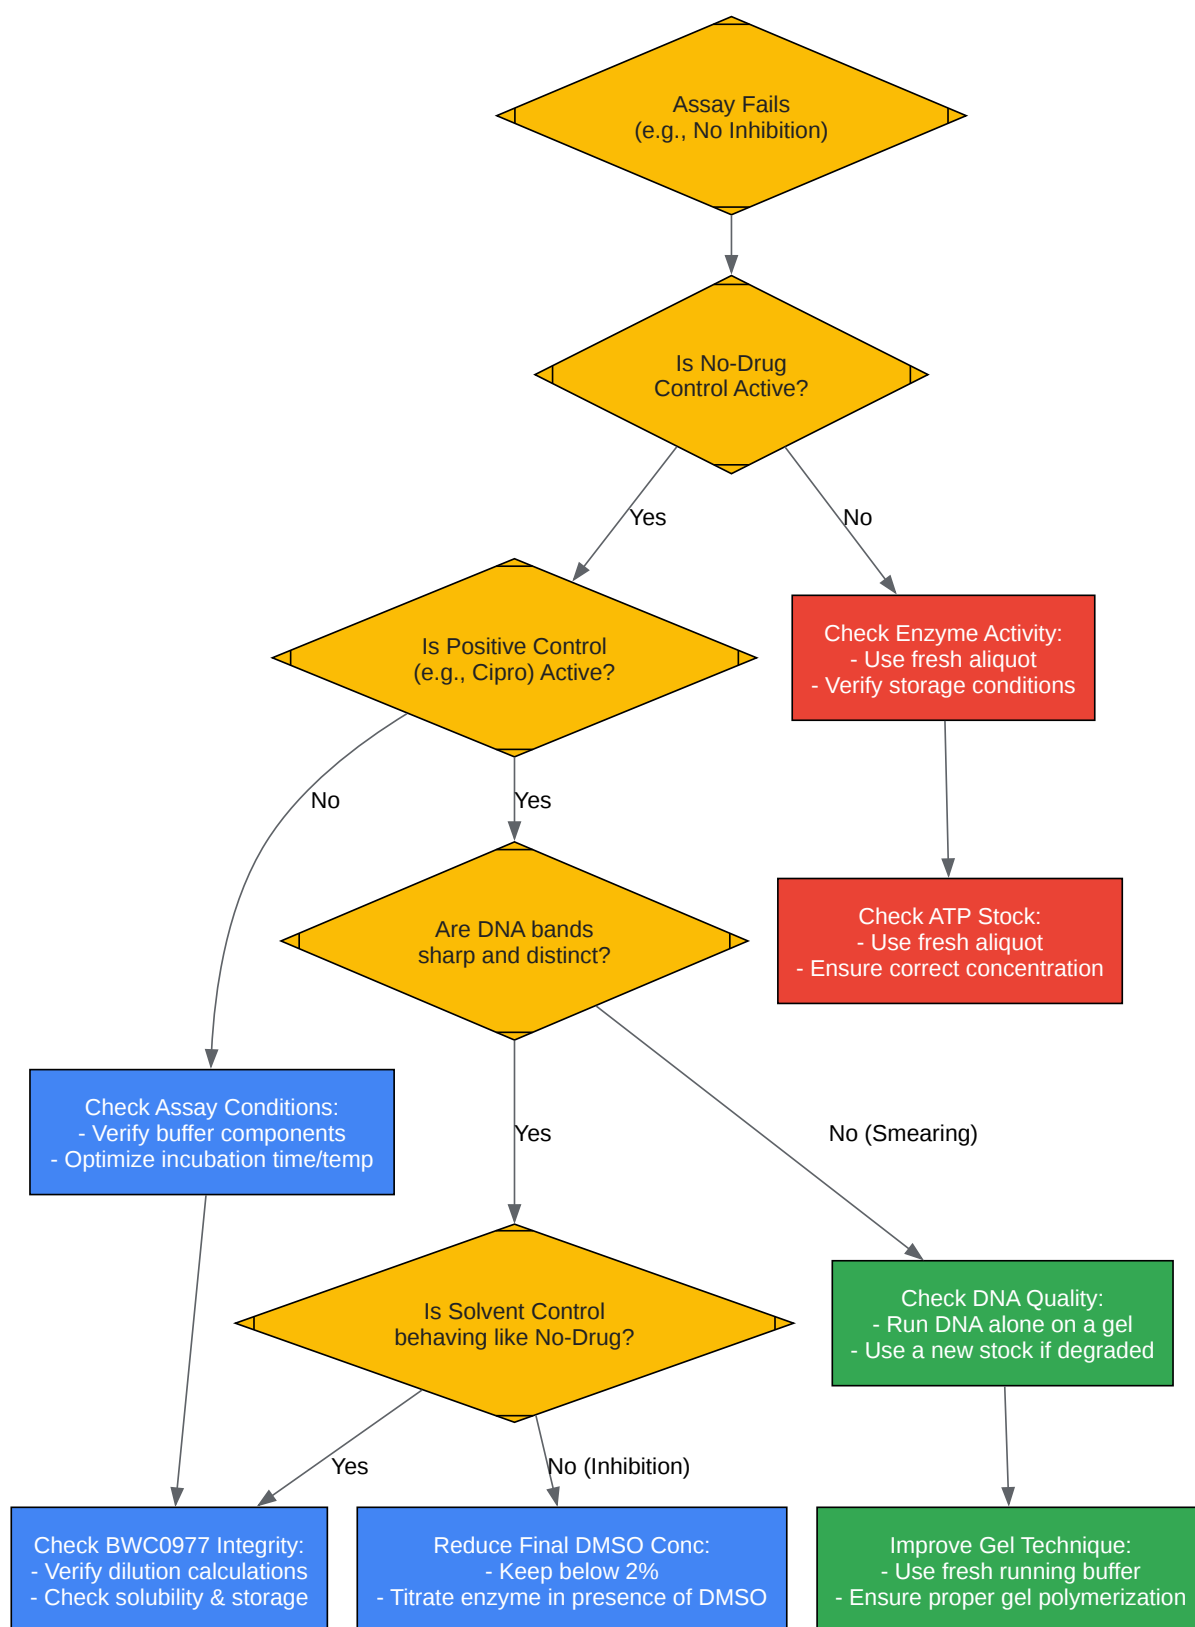 Assay Fails
(e.g., No Inhibition)
Is No-Drug
Control Active?
Yes
No
Is Positive Control
(e.g., Cipro) Active?
Check Enzyme Activity:
- Use fresh aliquot
- Verify storage conditions
No
Yes
Are DNA bands
sharp and distinct?
Check ATP Stock:
- Use fresh aliquot
- Ensure correct concentration
Check Assay Conditions:
- Verify buffer components
- Optimize incubation time/temp
Yes
No (Smearing)
Is Solvent Control
behaving like No-Drug?
Check DNA Quality:
- Run DNA alone on a gel
- Use a new stock if degraded
Yes
No (Inhibition)
Check BWC0977 Integrity:
- Verify dilution calculations
- Check solubility & storage
Reduce Final DMSO Conc:
- Keep below 2%
- Titrate enzyme in presence of DMSO
Improve Gel Technique:
- Use fresh running buffer
- Ensure proper gel polymerization